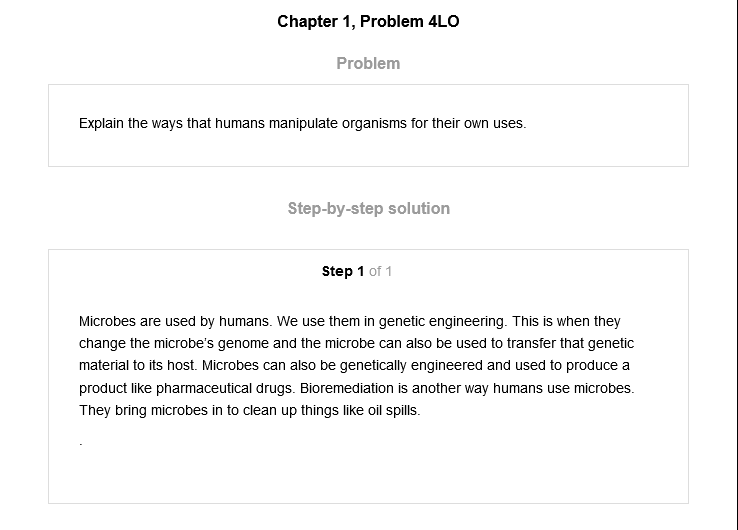 Chapter 1, Problem 4LO
Problem
Explain the ways that humans manipulate organisms for their own uses.
Step-by-step solution
Step 1 of 1
Microbes are used by humans. We use them in genetic engineering. This is when they
change the microbe's genome and the microbe can also be used to transfer that genetic
material to its host. Microbes can also be genetically engineered and used to produce a
product like pharmaceutical drugs. Bioremediation is another way humans use microbes.
They bring microbes in to clean up things like oil spills.
.